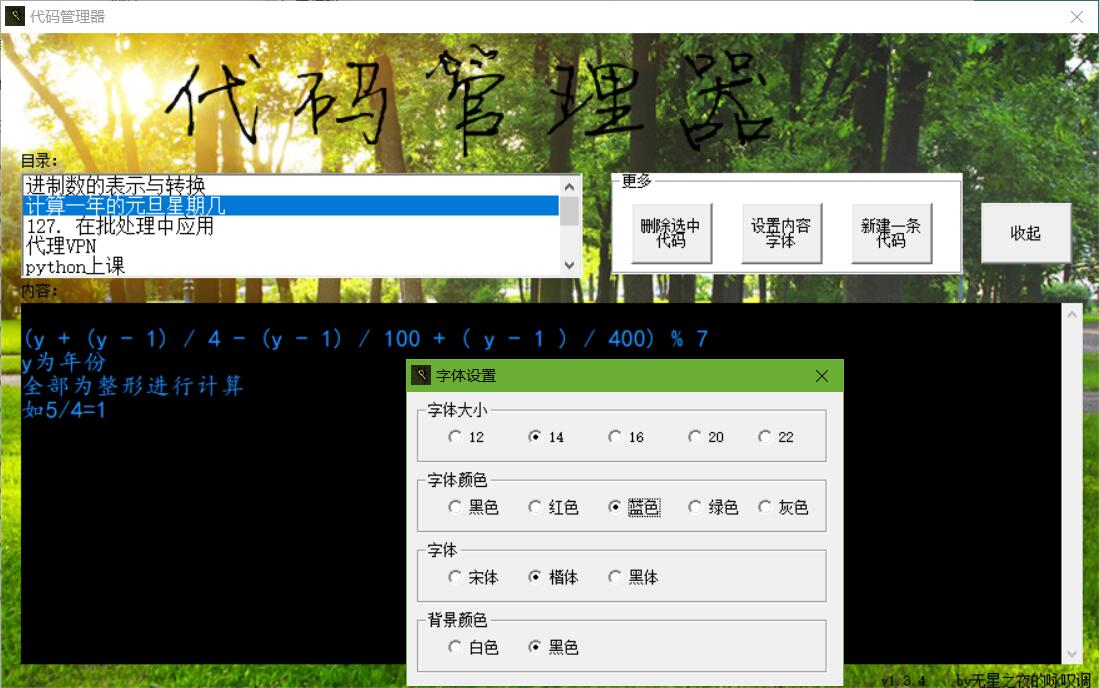 代码管理器
代码管理器
目录:
进制数的表示与转换
计算一年的元旦星期几
127. 在批处理中应用
代理VPN
python上课
更多
删除选中
代码
设置内容
字体
新建一条
代码
收起
内容:
(y + (y - 1) / 4 - (y - 1) / 100 + ( y - 1 ) / 400) % 7
y为年份
全部为整形进行计算
如5/4=1
字体设置
字体大小
12 14 16 20 22
字体颜色
黑色 红色 蓝色 绿色 灰色
字体
宋体 楷体 黑体
背景颜色
白色 黑色
v1.3.4 by无星之夜的咏叹调